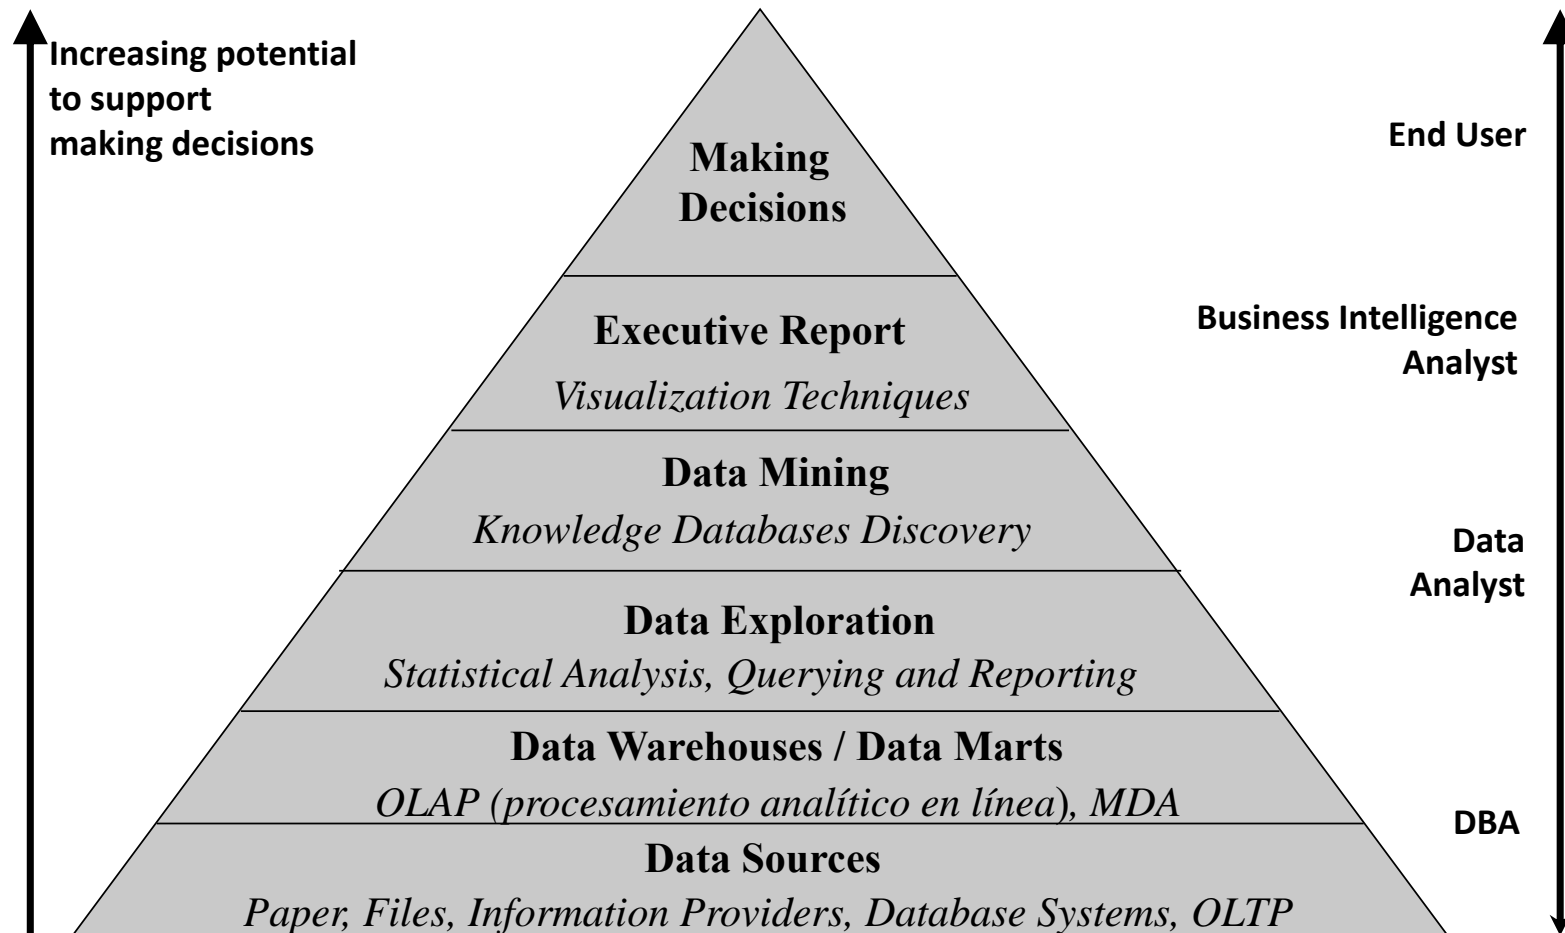 Increasing potential
to support
making decisions
Making
Decisions
End User
Executive Report
Visualization Techniques
Business Intelligence
Analyst
Data Mining
Knowledge Databases Discovery
Data
Analyst
Data Exploration
Statistical Analysis, Querying and Reporting
Data Warehouses / Data Marts
OLAP (procesamiento analítico en línea), MDA
DBA
Data Sources
Paper, Files, Information Providers, Database Systems, OLTP